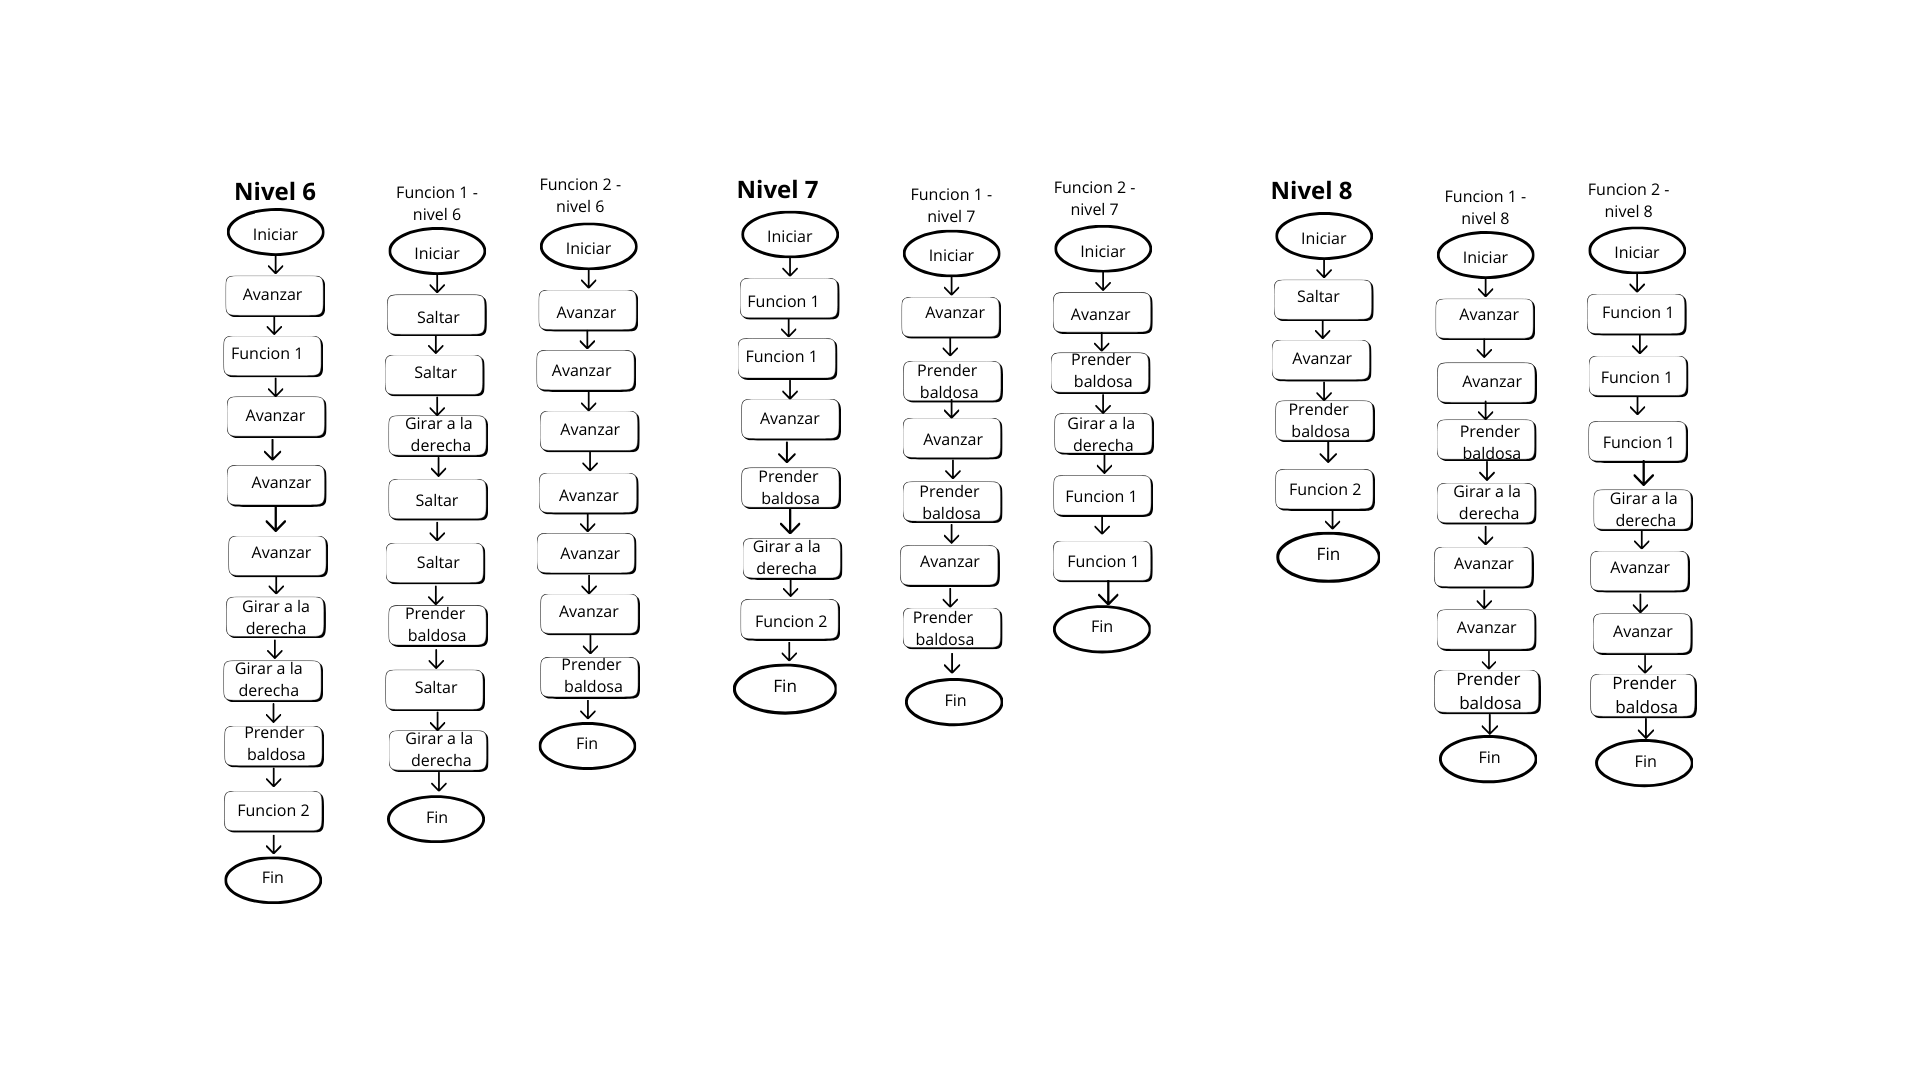 Nivel 6
Iniciar
Avanzar
Funcion 1
Avanzar
Avanzar
Avanzar
Girar a la
derecha
Girar a la
derecha
Prender
baldosa
Funcion 2
Fin
Funcion 1 -
nivel 6
Iniciar
Saltar
Saltar
Girar a la
derecha
Saltar
Saltar
Prender
baldosa
Saltar
Girar a la
derecha
Fin
Funcion 2 -
nivel 6
Iniciar
Avanzar
Avanzar
Avanzar
Avanzar
Avanzar
Avanzar
Prender
baldosa
Fin
Nivel 7
Iniciar
Funcion 1
Funcion 1
Avanzar
Prender
baldosa
Girar a la
derecha
Funcion 2
Fin
Funcion 1 -
nivel 7
Iniciar
Avanzar
Prender
baldosa
Avanzar
Prender
baldosa
Avanzar
Prender
baldosa
Fin
Funcion 2 -
nivel 7
Iniciar
Avanzar
Prender
baldosa
Girar a la
derecha
Funcion 1
Funcion 1
Fin
Nivel 8
Iniciar
Saltar
Avanzar
Prender
baldosa
Funcion 2
Fin
Funcion 1 -
nivel 8
Iniciar
Avanzar
Avanzar
Prender
baldosa
Girar a la
derecha
Avanzar
Avanzar
Prender
baldosa
Fin
Funcion 2 -
nivel 8
Iniciar
Funcion 1
Funcion 1
Funcion 1
Girar a la
derecha
Avanzar
Avanzar
Prender
baldosa
Fin